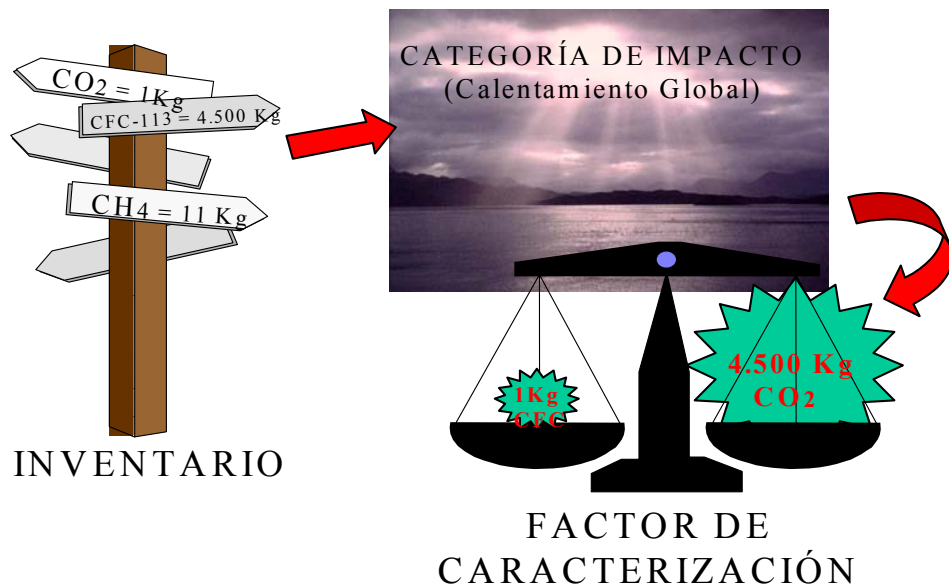 CATEGORÍA DE IMPACTO
(Calentamiento Global)
CO2 = 1Kg
CFC-113 = 4.500 Kg
CH4 = 11 Kg
INVENTARIO
1Kg
CFC
4.500 Kg
CO2
FACTOR DE
CARACTERIZACIÓN